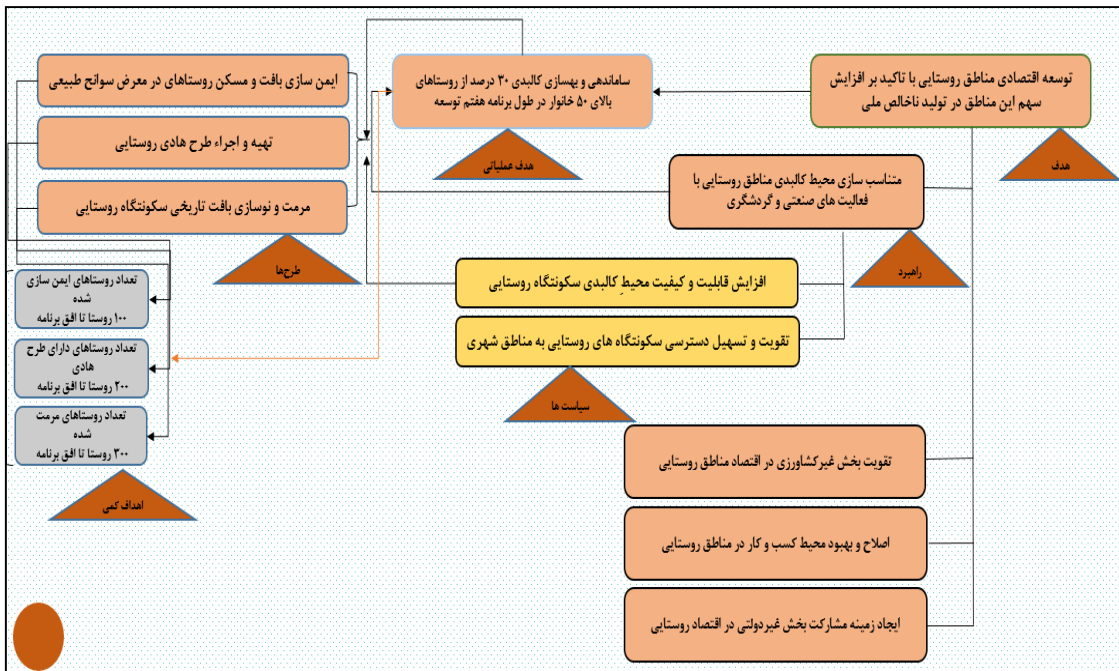 توسعه اقتصادی مناطق روستایی با تاکید بر افزایش
سهم این مناطق در تولید ناخالص ملی
هدف
ساماندهی و بهسازی کالبدی ۳۰ درصد از روستاهای
بالای ۵۰ خانوار در طول برنامه هفتم توسعه
هدف عملیاتی
ایمن سازی بافت و مسکن روستاهای در معرض سوانح طبیعی
تهیه و اجراء طرح هادی روستایی
مرمت و نوسازی بافت تاریخی سکونتگاه روستایی
طرح‌ها
متناسب سازی محیط کالبدی مناطق روستایی با
فعالیت های صنعتی و گردشگری
راهبرد
افزایش قابلیت و کیفیت محیطِ کالبدی سکونتگاه روستایی
تقویت و تسهیل دسترسی سکونتگاه های روستایی به مناطق شهری
سیاست ها
تعداد روستاهای ایمن سازی
شده
۱۰۰ روستا تا افق برنامه
تعداد روستاهای دارای طرح
هادی
۲۰۰ روستا تا افق برنامه
تعداد روستاهای مرمت
شده
۳۰۰ روستا تا افق برنامه
اهداف کمی
تقویت بخش غیرکشاورزی در اقتصاد مناطق روستایی
اصلاح و بهبود محیط کسب و کار در مناطق روستایی
ایجاد زمینه مشارکت بخش غیردولتی در اقتصاد روستایی